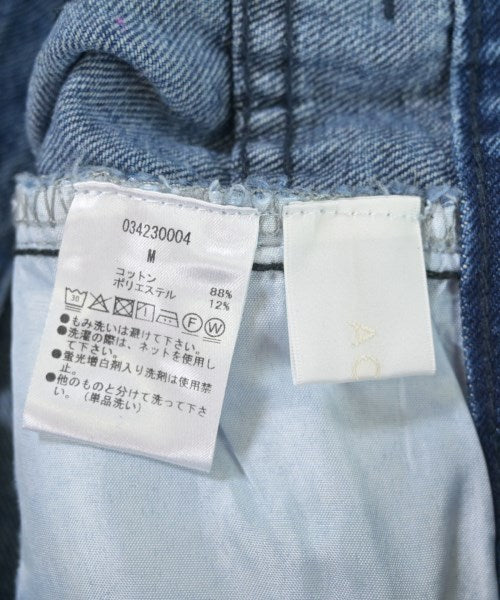 034230004
M
コットン 88%
ポリエステル 12%
30 F W
●もみ洗いは避けて下さい。
●洗濯の際は、ネットを使用し
て下さい。
●蛍光増白剤入り洗剤は使用禁
止。
●他のものと分けて洗って下さ
い。(単品洗い)